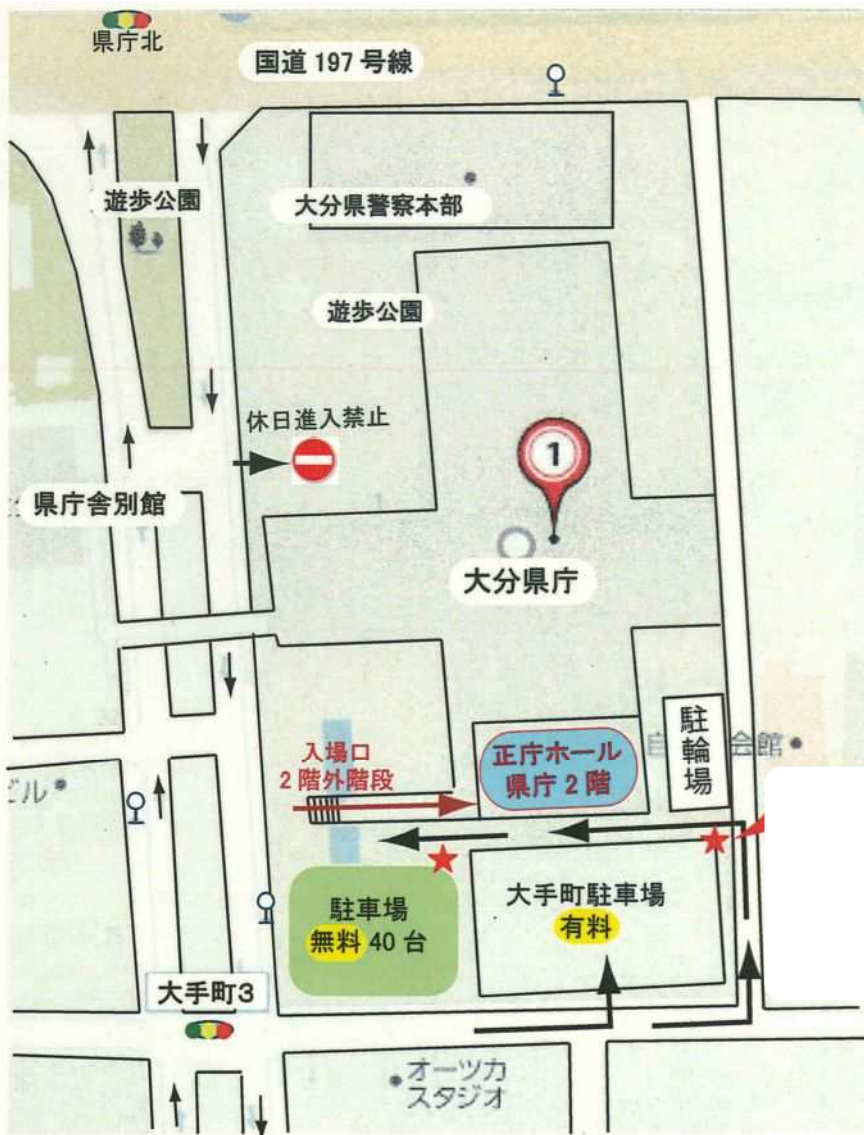 県庁北
国道 197 号線
遊歩公園
大分県警察本部
遊歩公園
休日進入禁止
1
県庁舎別館
大分県庁
駐輪場
会館
入場口
2階外階段
正庁ホール
県庁2階
ビル
駐車場
無料 40 台
大手町駐車場
有料
大手町3
オーツカ
スタジオ